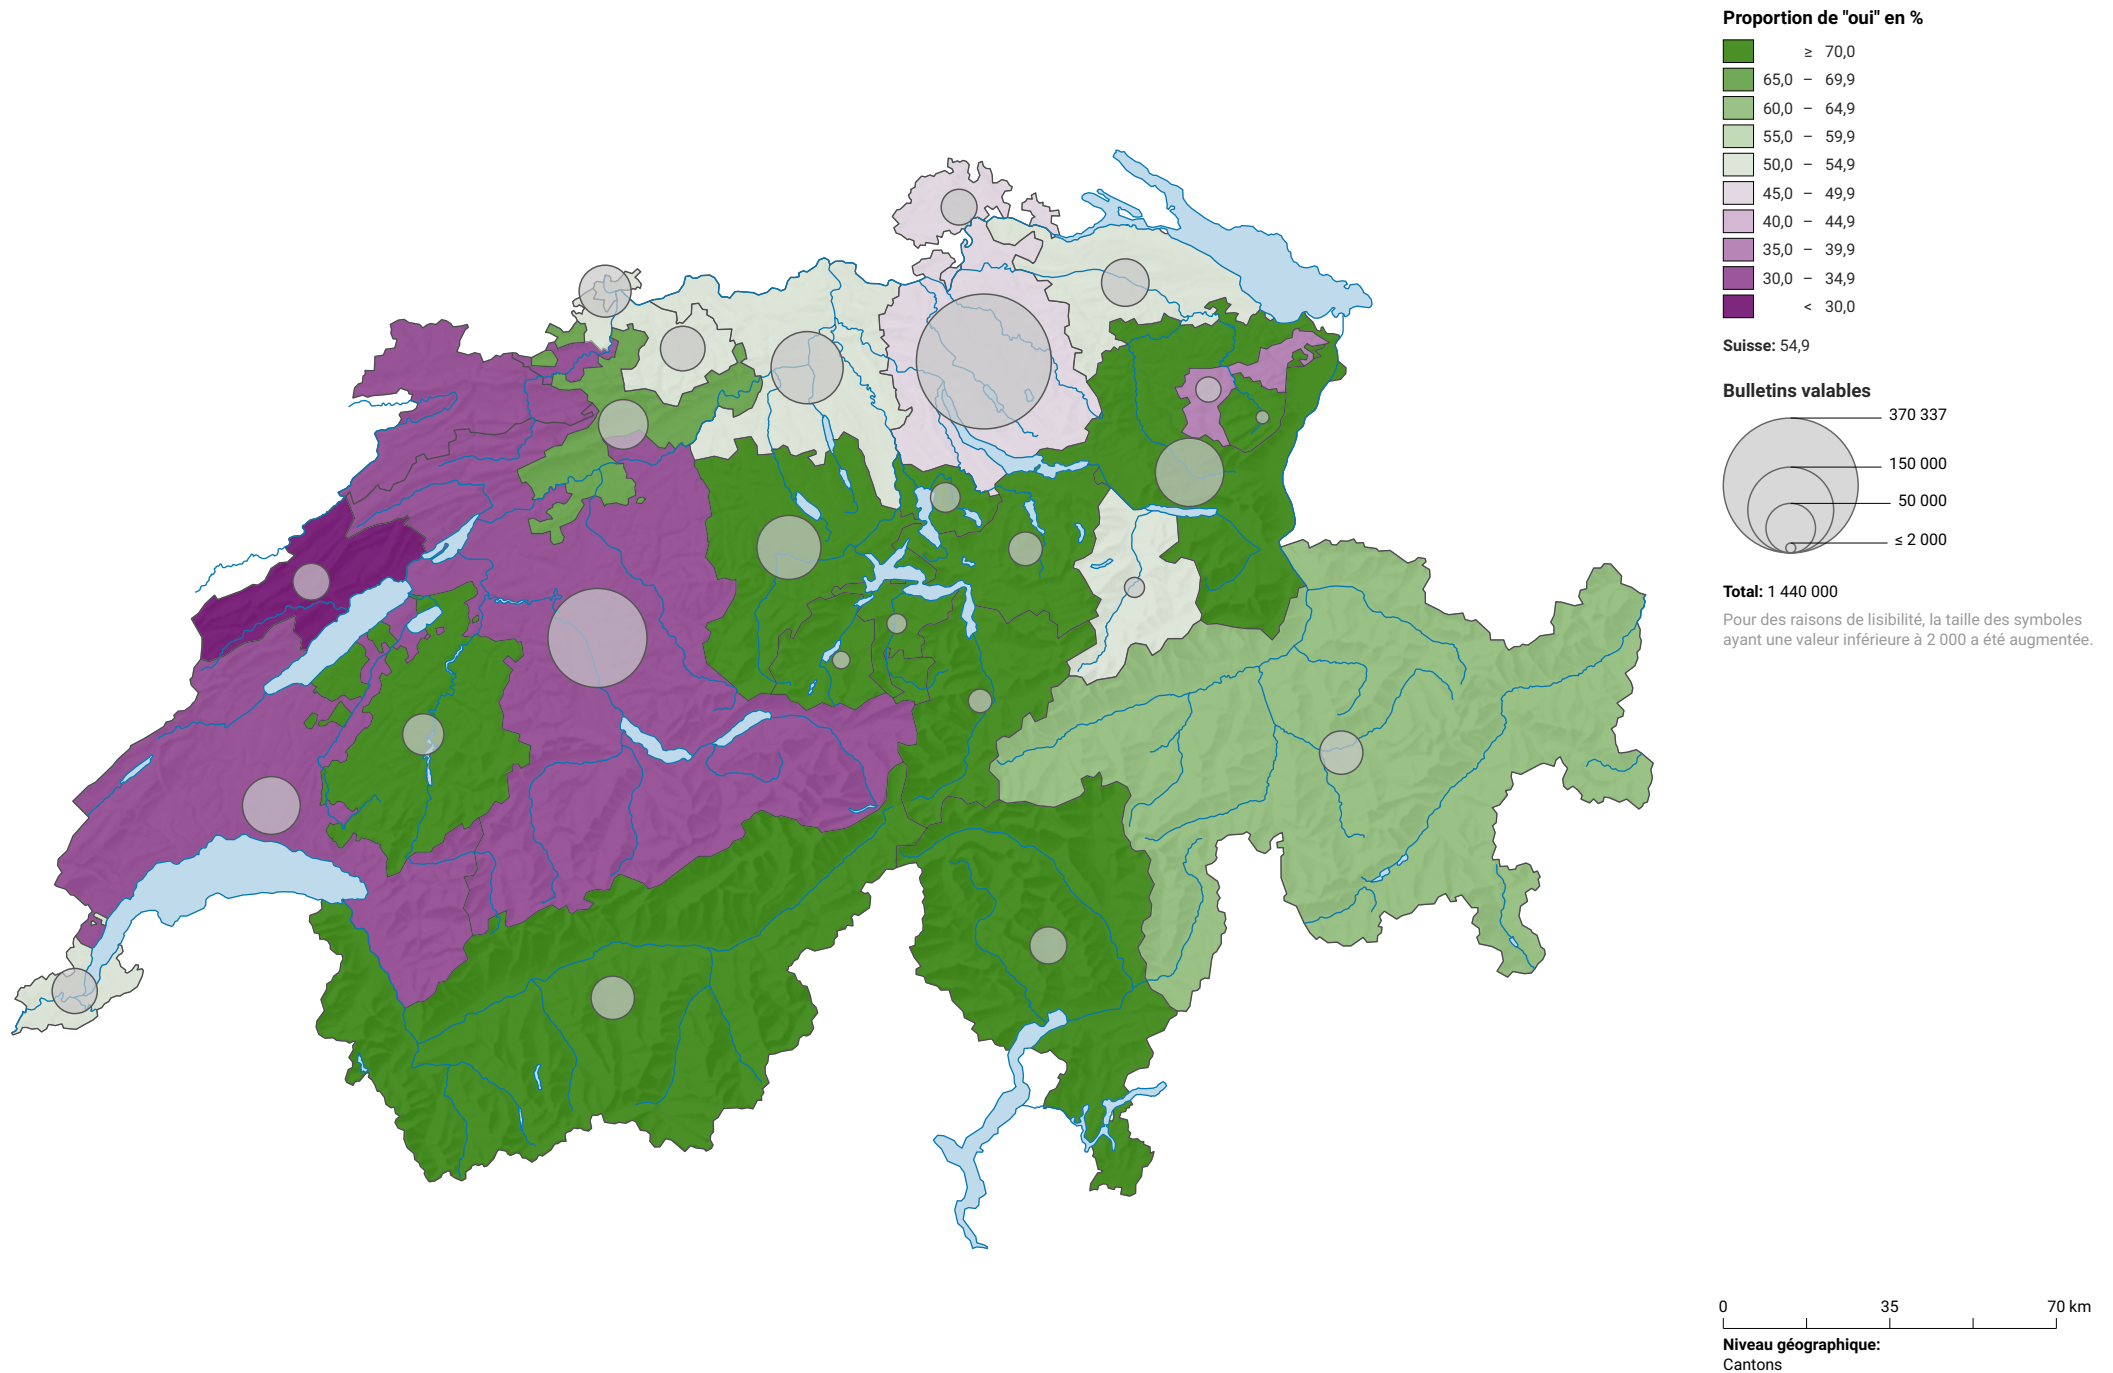 Proportion de "oui" en %
≥ 70,0
65,0 – 69,9
60,0 – 64,9
55,0 – 59,9
50,0 – 54,9
45,0 – 49,9
40,0 – 44,9
35,0 – 39,9
30,0 – 34,9
< 30,0
Suisse: 54,9
Bulletins valables
370 337
150 000
50 000
≤ 2 000
Total: 1 440 000
Pour des raisons de lisibilité, la taille des symboles
ayant une valeur inférieure à 2 000 a été augmentée.
0 35 70 km
Niveau géographique:
Cantons